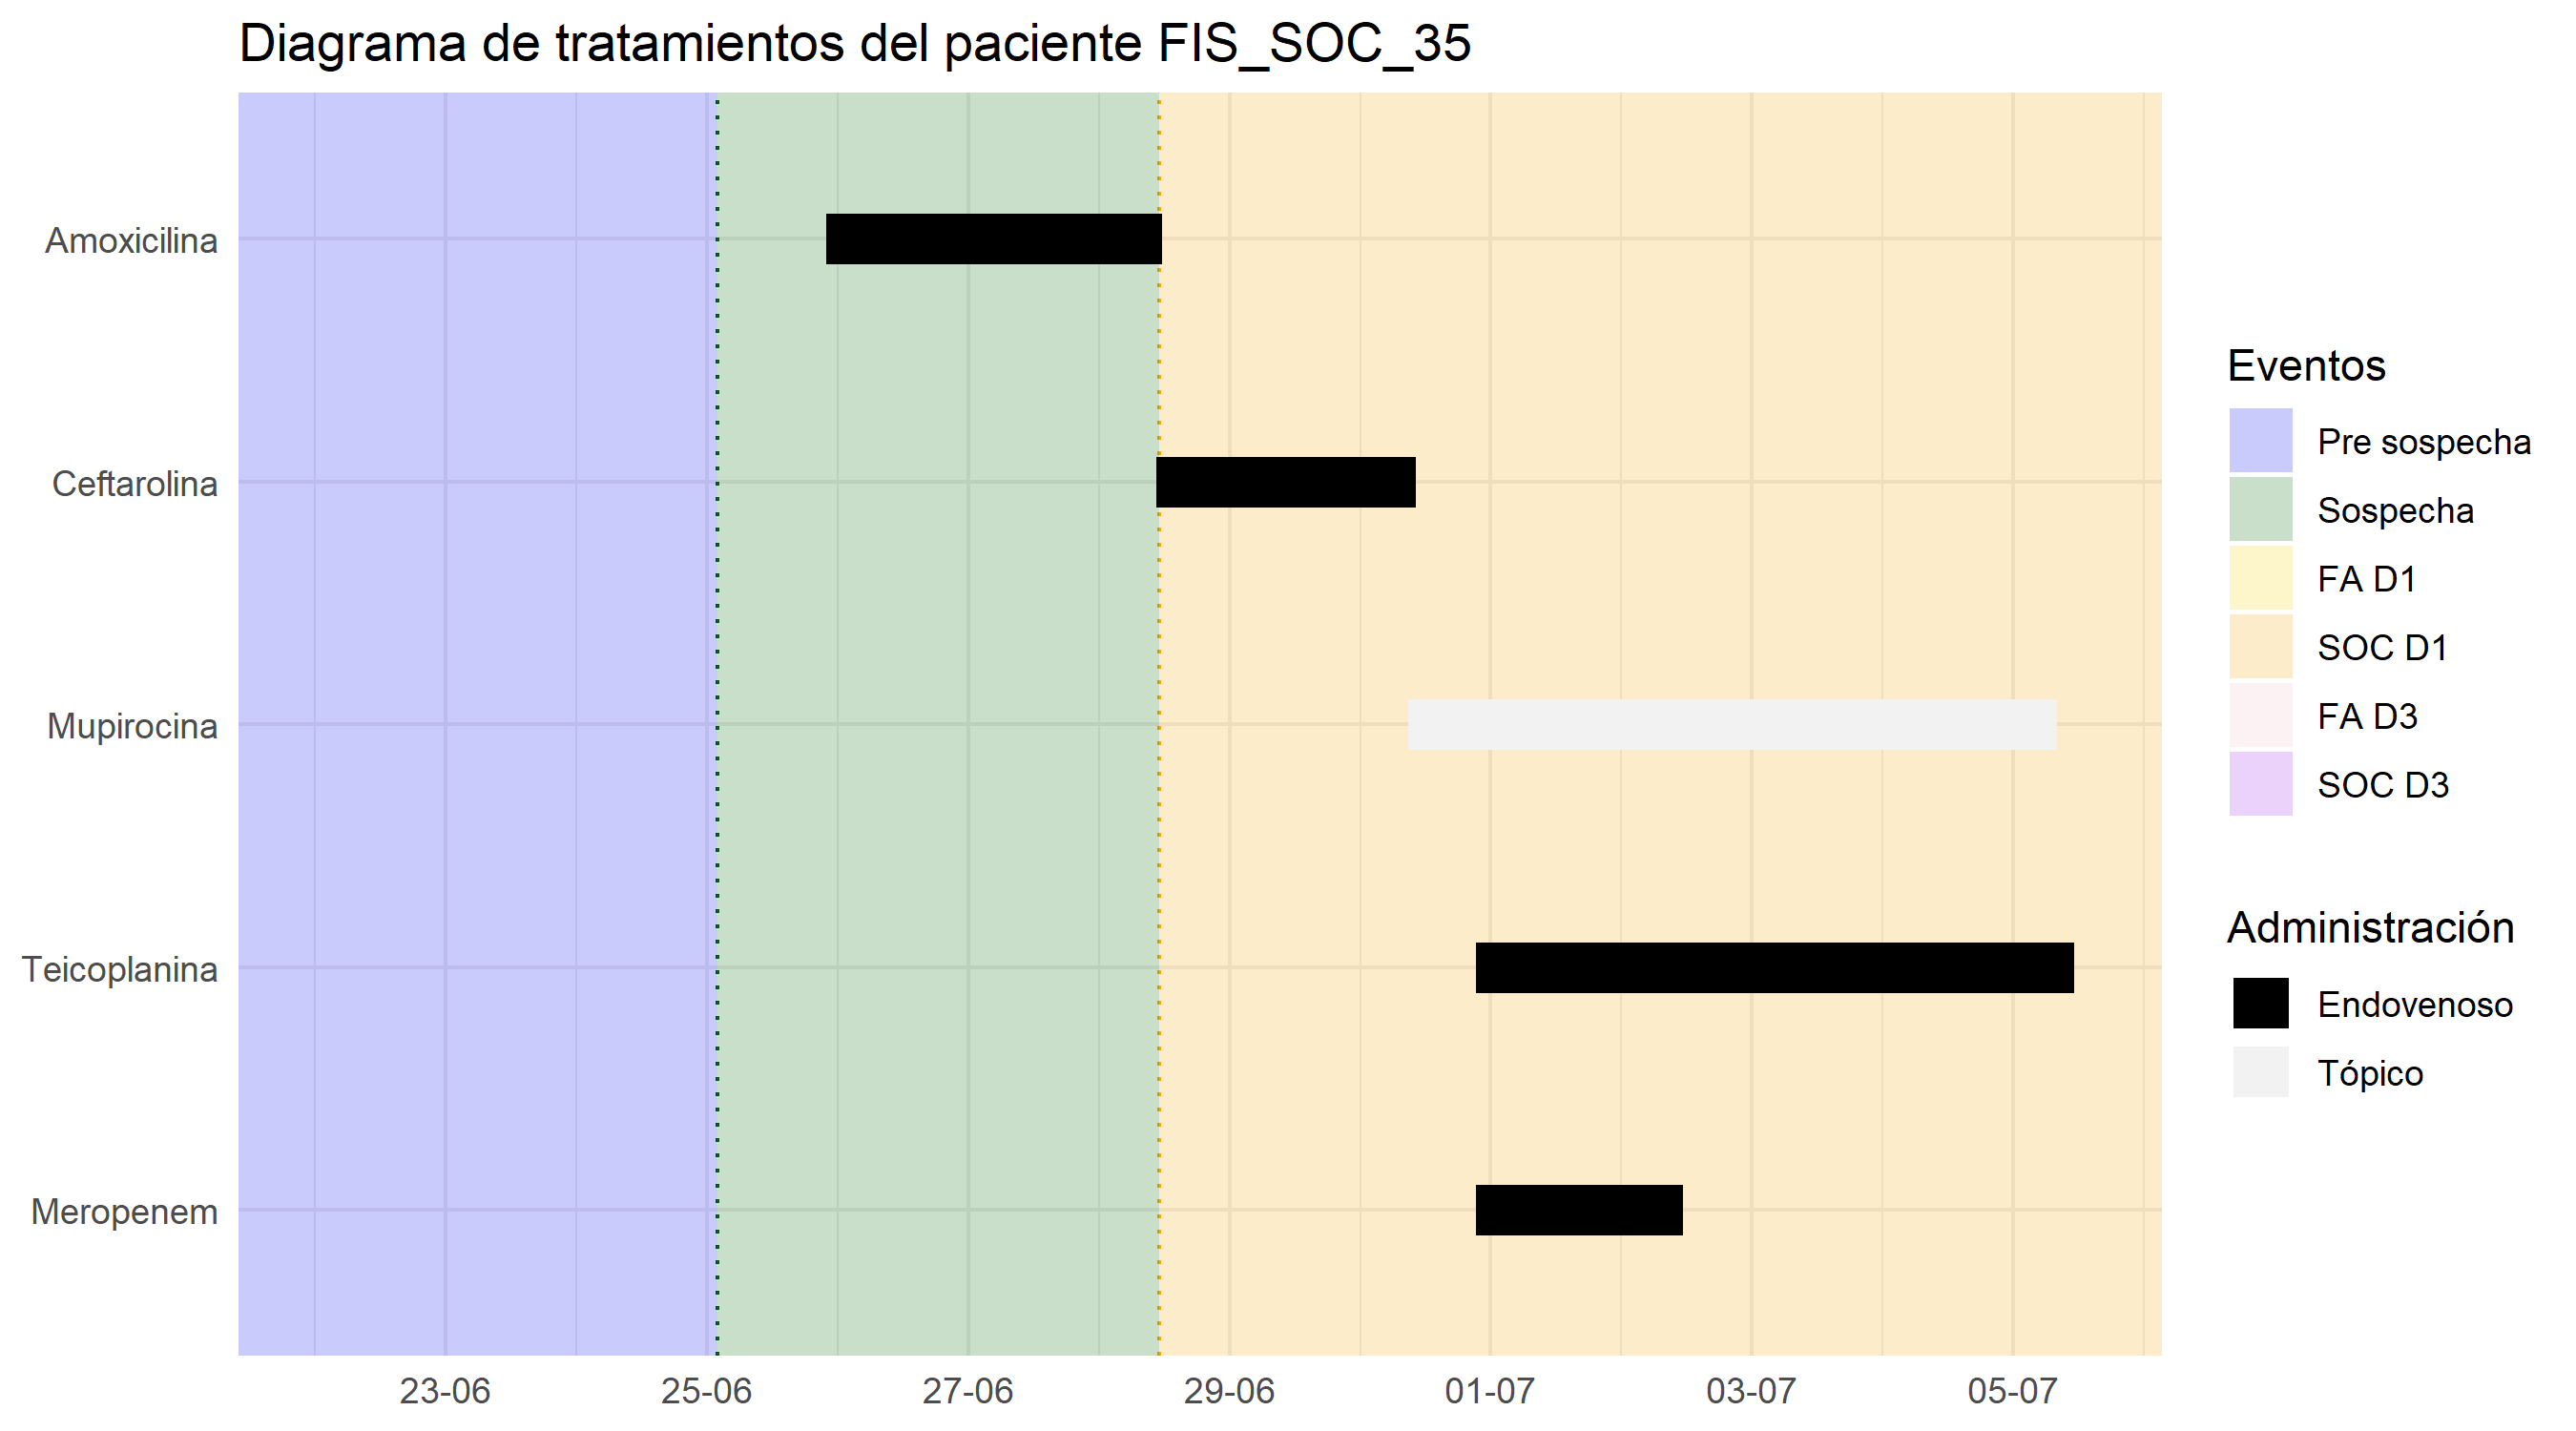 Diagrama de tratamientos del paciente FIS_SOC_35
Amoxicilina
Ceftarolina
Mupirocina
Teicoplanina
Meropenem
23-06
25-06
27-06
29-06
01-07
03-07
05-07
Eventos
Pre sospecha
Sospecha
FA D1
SOC D1
FA D3
SOC D3
Administración
Endovenoso
Tópico